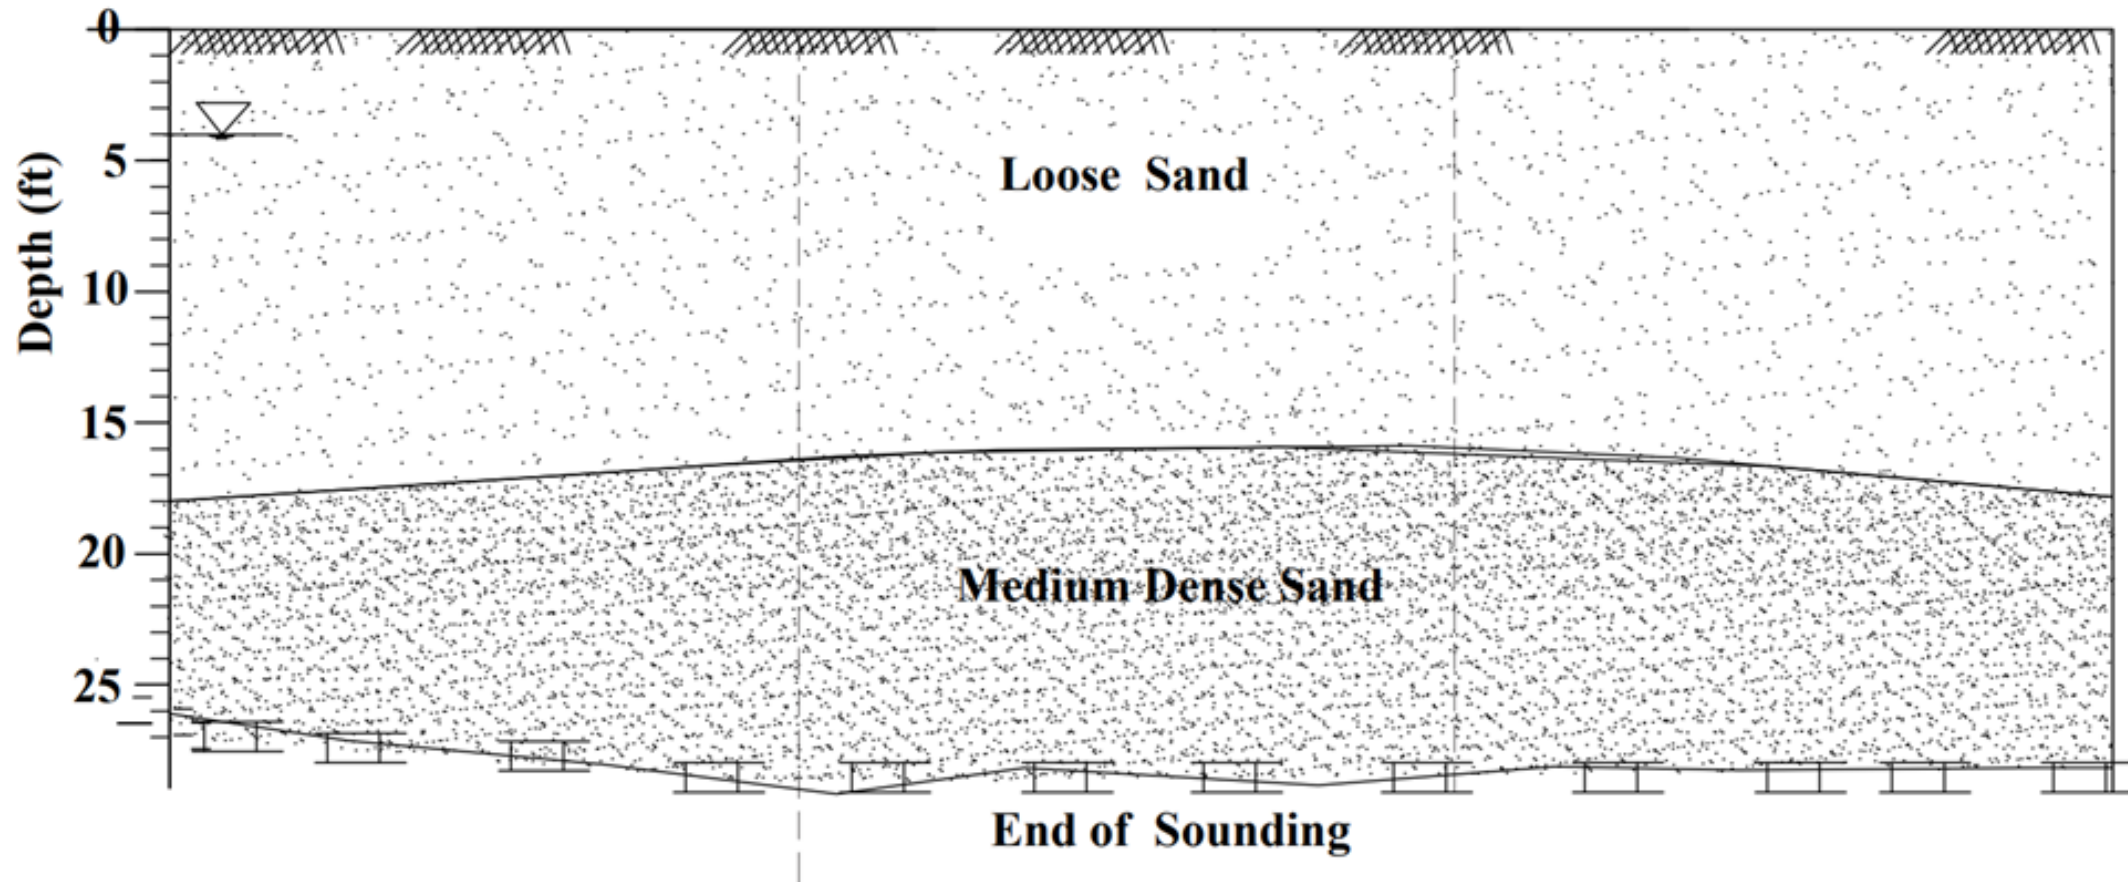 0
5
10
15
20
25
Depth (ft)
Loose Sand
Medium Dense Sand
End of Sounding